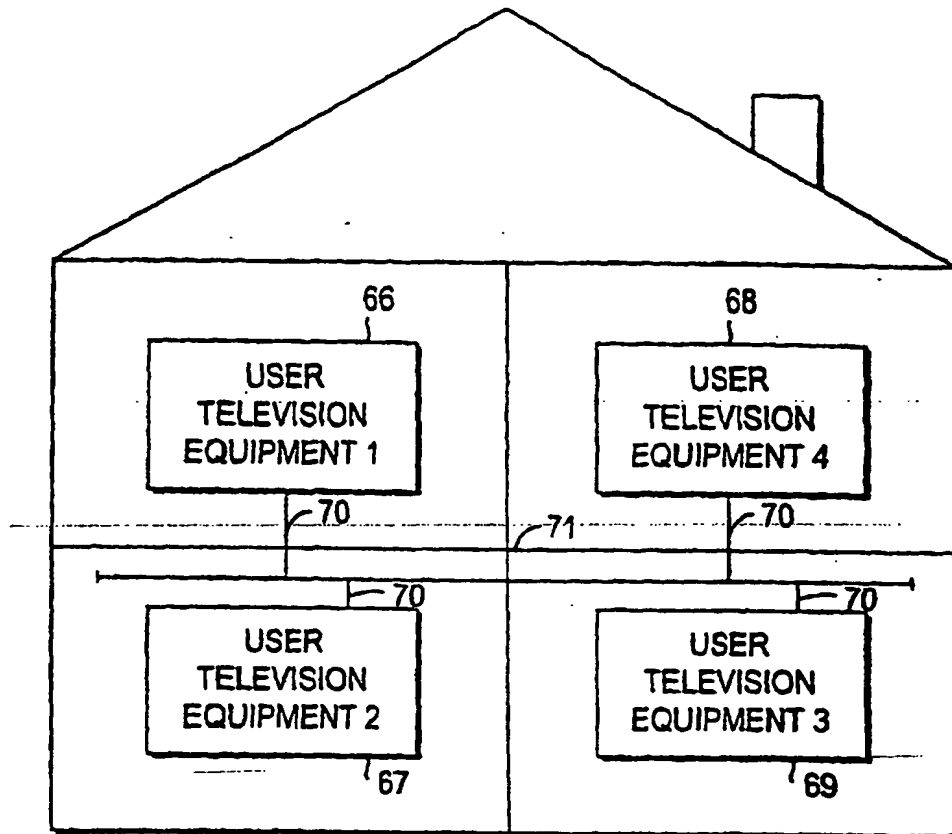 66
USER
TELEVISION
EQUIPMENT 1
68
USER
TELEVISION
EQUIPMENT 4
70
71
70
70
USER
TELEVISION
EQUIPMENT 2
67
70
USER
TELEVISION
EQUIPMENT 3
69